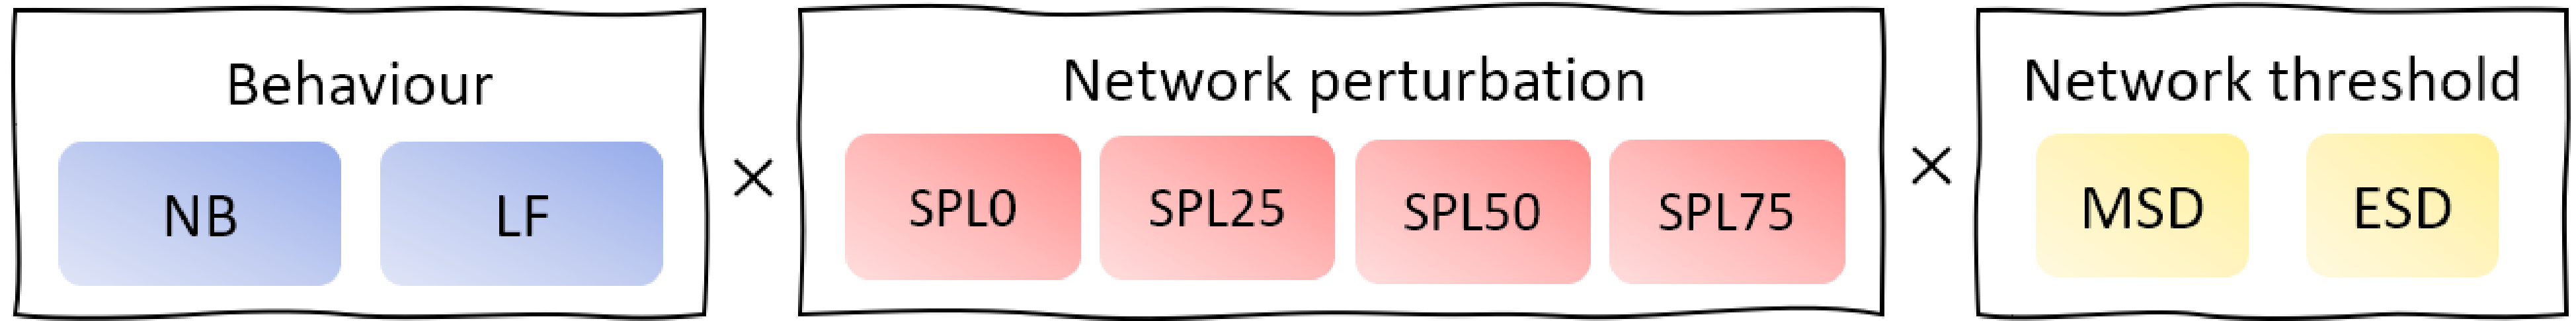 Behaviour
NB
LF
×
Network perturbation
SPL0
SPL25
SPL50
SPL75
×
Network threshold
MSD
ESD